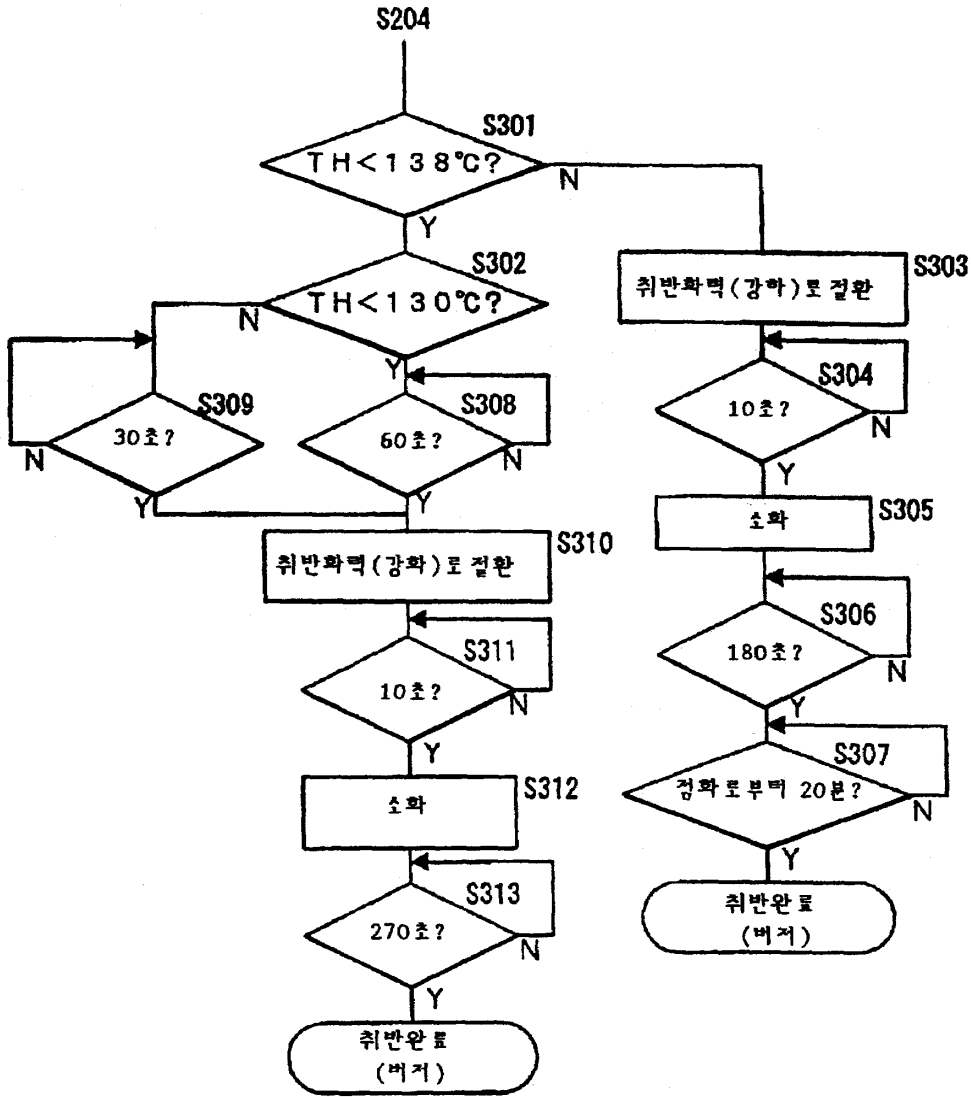 S204
S301
TH<138℃?
N
Y
S302
TH<130℃?
N
Y
S303
취반화력(강화)로절환
S304
10초?
N
Y
S309
30초?
N
Y
S308
60초?
N
Y
S305
소화
S310
취반화력(강화)로절환
S306
180초?
N
Y
S311
10초?
N
Y
S307
점화로부터 20분?
N
Y
S312
소화
S313
270초?
N
Y
취반완료
(버저)
취반완료
(버저)